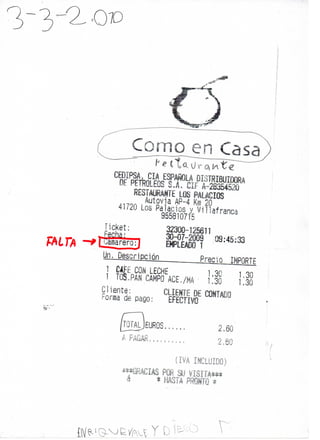 3-3-2.010
Como en Casa
restaurante
CEDIPSA, CIA ESPAÑOLA DISTRIBUIDORA
DE PETROLEOS S.A. CIF A-28354520
RESTAURANTE LOS PALACIOS
Autovia AP-4 Km 20
41720 Los Palacios y Villafranca
955810715
Ticket: 32300-125611
Fecha: 30-07-2009 09:45:33
FALTA → Camarero: EMPLEADO 1
Un. Descripción Precio IMPORTE
1 CAFE CON LECHE 1.30 1.30
1 TOS.PAN CAMPO ACE./MA 1.30 1.30
Cliente: CLIENTE DE CONTADO
Forma de pago: EFECTIVO
TOTAL EUROS...... 2.60
A PAGAR.......... 2.60
(IVA INCLUIDO)
***GRACIAS POR SU VISITA***
* HASTA PRONTO *
ENRIQUE VALE Y DIEGO